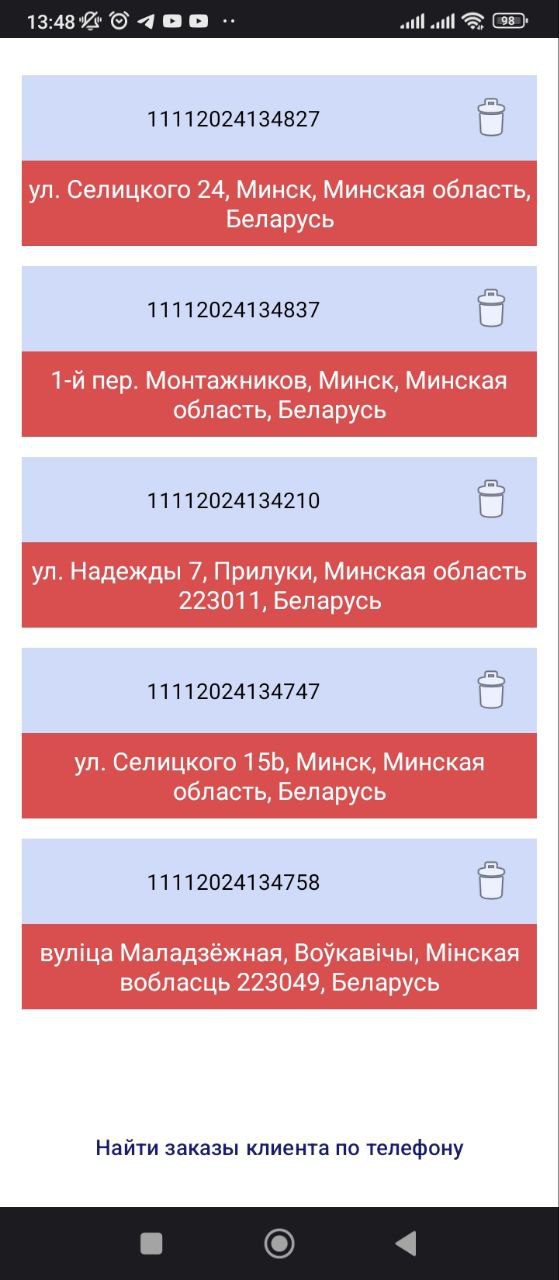 13:48
98
11112024134827
ул. Селицкого 24, Минск, Минская область,
Беларусь
11112024134837
1-й пер. Монтажников, Минск, Минская
область, Беларусь
11112024134210
ул. Надежды 7, Прилуки, Минская область
223011, Беларусь
11112024134747
ул. Селицкого 15b, Минск, Минская
область, Беларусь
11112024134758
вуліца Маладзёжная, Воўкавічы, Мінская
вобласць 223049, Беларусь
Найти заказы клиента по телефону